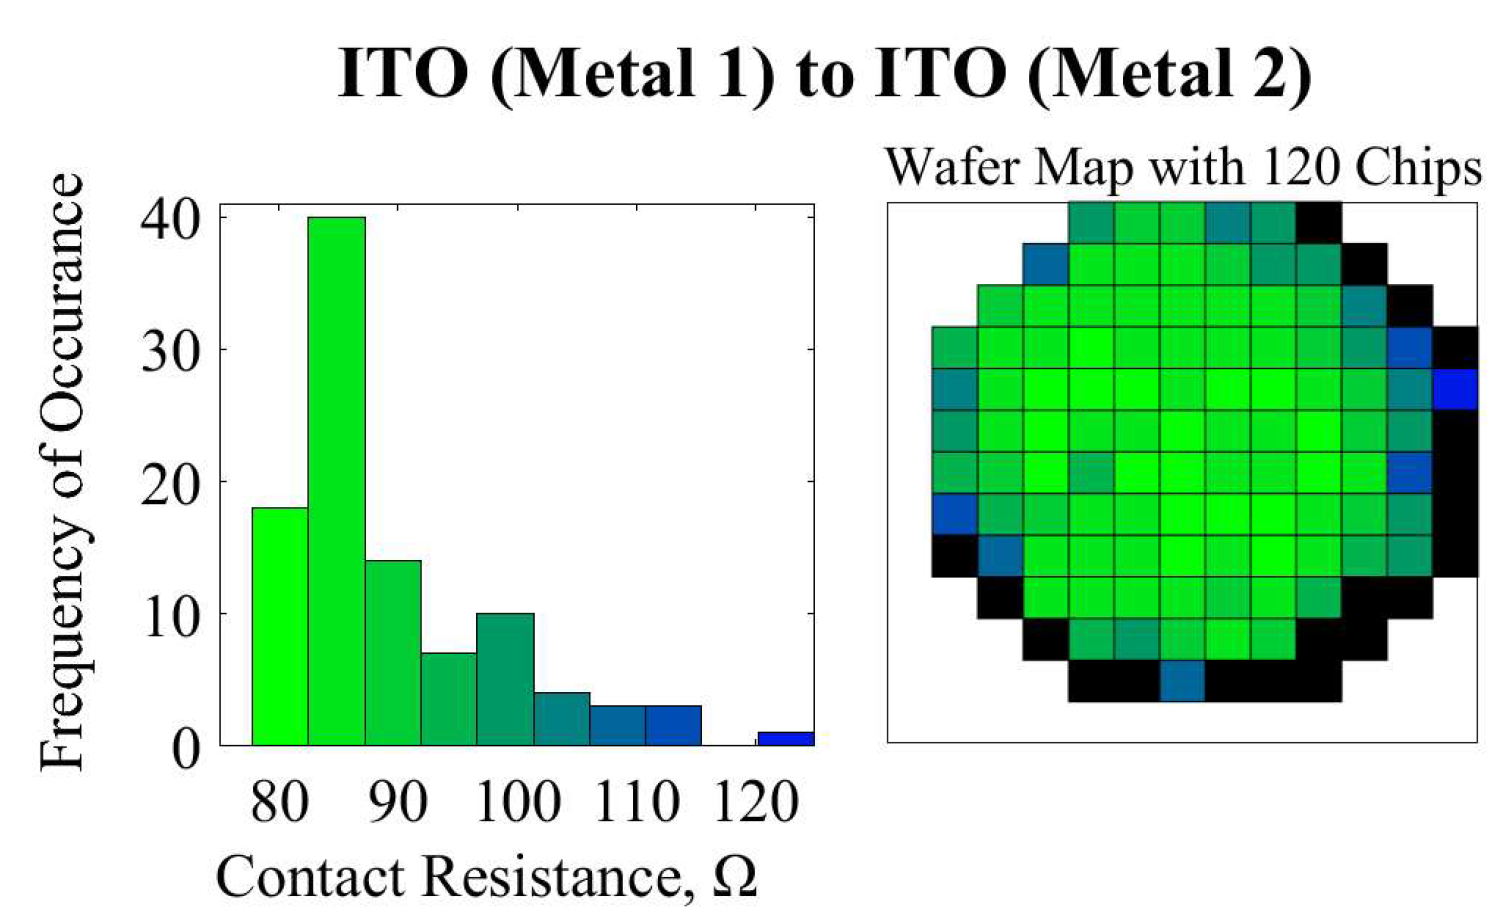 ITO (Metal 1) to ITO (Metal 2)
Wafer Map with 120 Chips
Frequency of Occurance
40
30
20
10
0
80 90 100 110 120
Contact Resistance, Ω